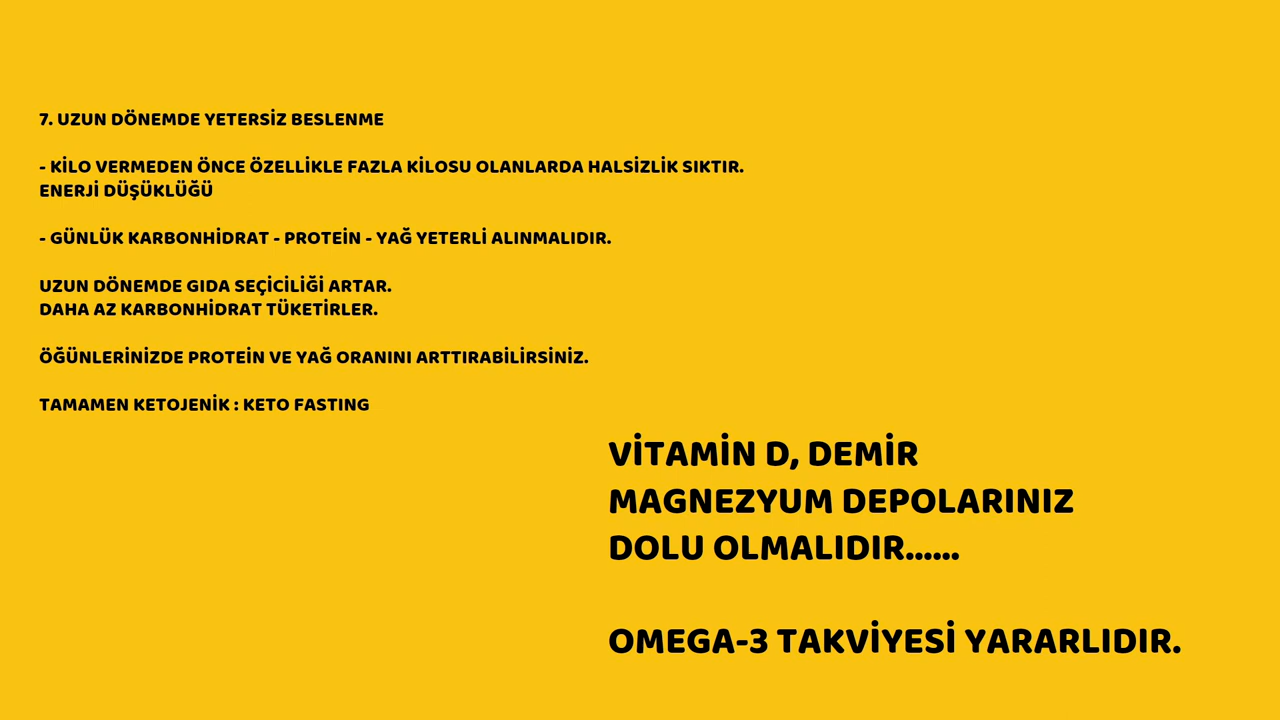 7. UZUN DÖNEMDE YETERSİZ BESLENME
- KİLO VERMEDEN ÖNCE ÖZELLİKLE FAZLA KİLOSU OLANLARDA HALSİZLİK SIKTIR.
ENERJİ DÜŞÜKLÜĞÜ
- GÜNLÜK KARBONHİDRAT - PROTEİN - YAĞ YETERLİ ALINMALIDIR.
UZUN DÖNEMDE GIDA SEÇİCİLİĞİ ARTAR.
DAHA AZ KARBONHİDRAT TÜKETİRLER.
ÖĞÜNLERİNİZDE PROTEİN VE YAĞ ORANINI ARTTIRABİLİRSİNİZ.
TAMAMEN KETOJENİK : KETO FASTING
VİTAMİN D, DEMİR
MAGNEZYUM DEPOLARINIZ
DOLU OLMALIDIR......
OMEGA-3 TAKVİYESİ YARARLIDIR.